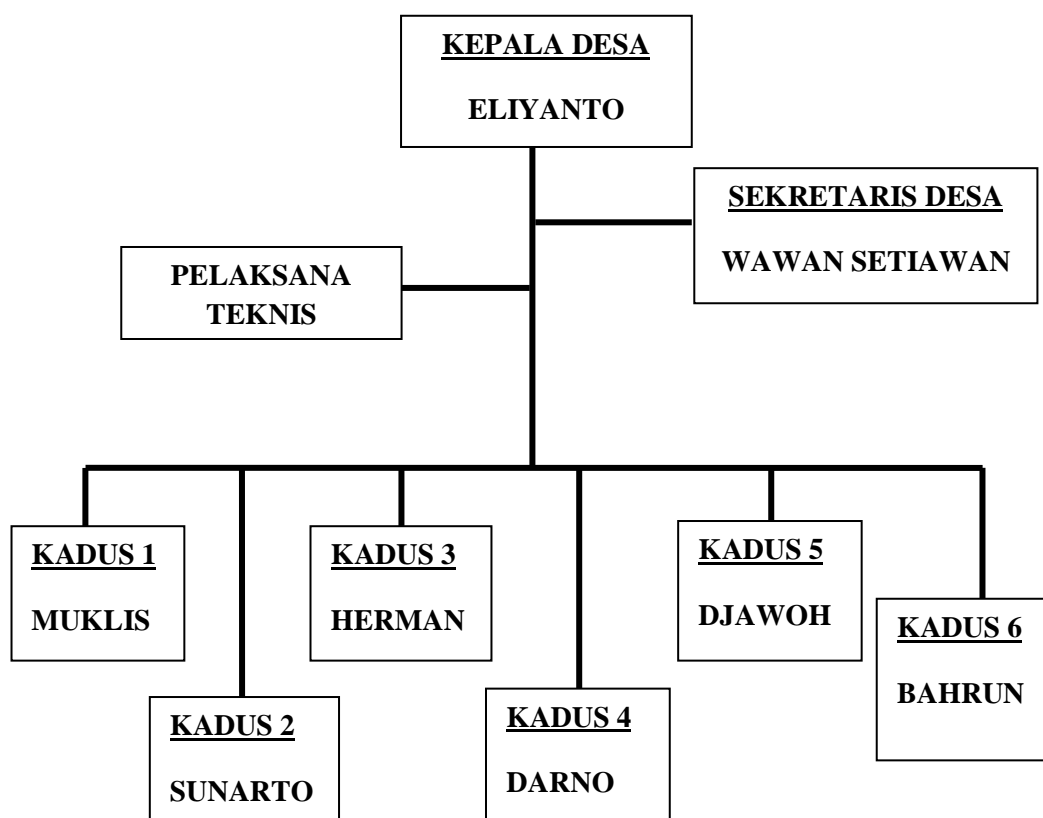 KEPALA DESA
ELIYANTO
SEKRETARIS DESA
WAWAN SETIAWAN
PELAKSANA
TEKNIS
KADUS 1
MUKLIS
KADUS 2
SUNARTO
KADUS 3
HERMAN
KADUS 4
DARNO
KADUS 5
DJAWOH
KADUS 6
BAHRUN